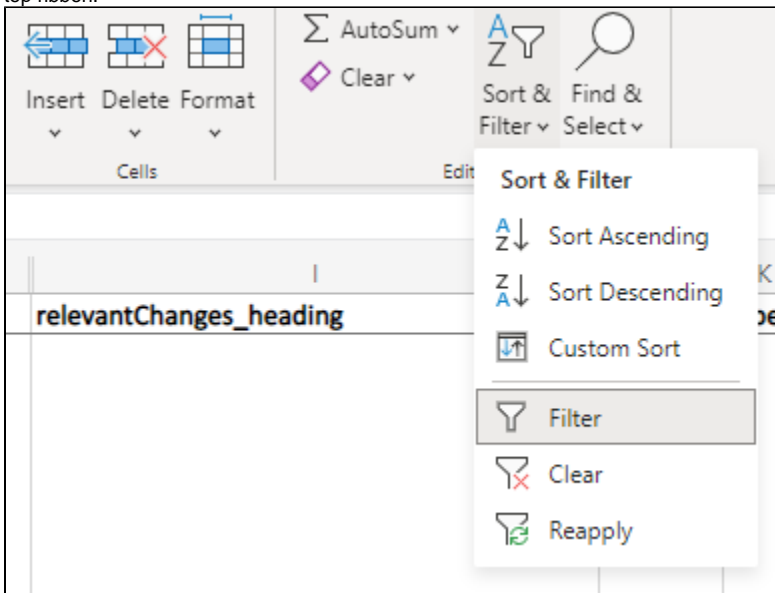 top ribbon.
AutoSum
Clear
Insert Delete Format
Sort & Filter
Find & Select
Cells
Sort & Filter
Sort Ascending
Sort Descending
Custom Sort
Filter
Clear
Reapply
I
K
relevantChanges_heading